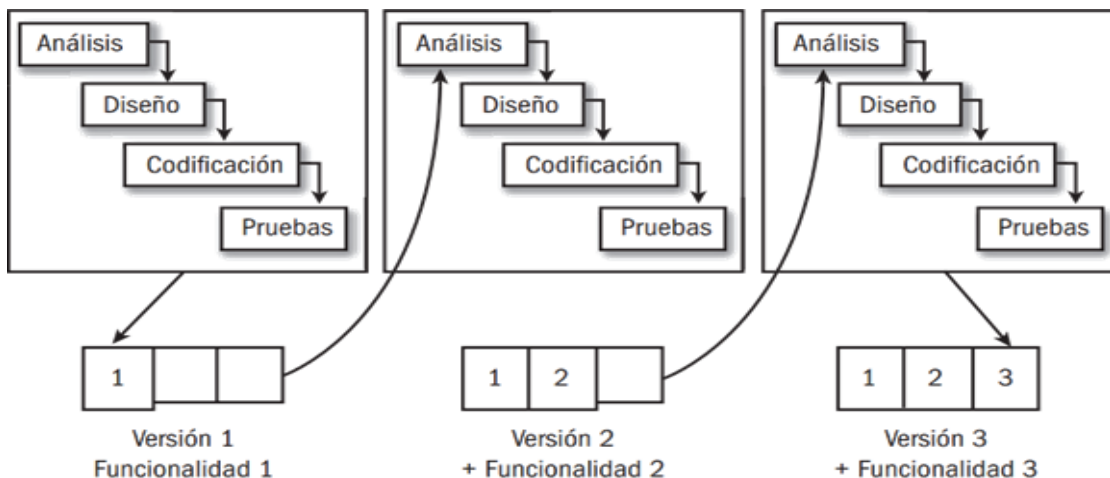 Análisis
Diseño
Codificación
Pruebas
Análisis
Diseño
Codificación
Pruebas
Análisis
Diseño
Codificación
Pruebas
1
Versión 1
Funcionalidad 1
1 2
Versión 2
+ Funcionalidad 2
1 2 3
Versión 3
+ Funcionalidad 3